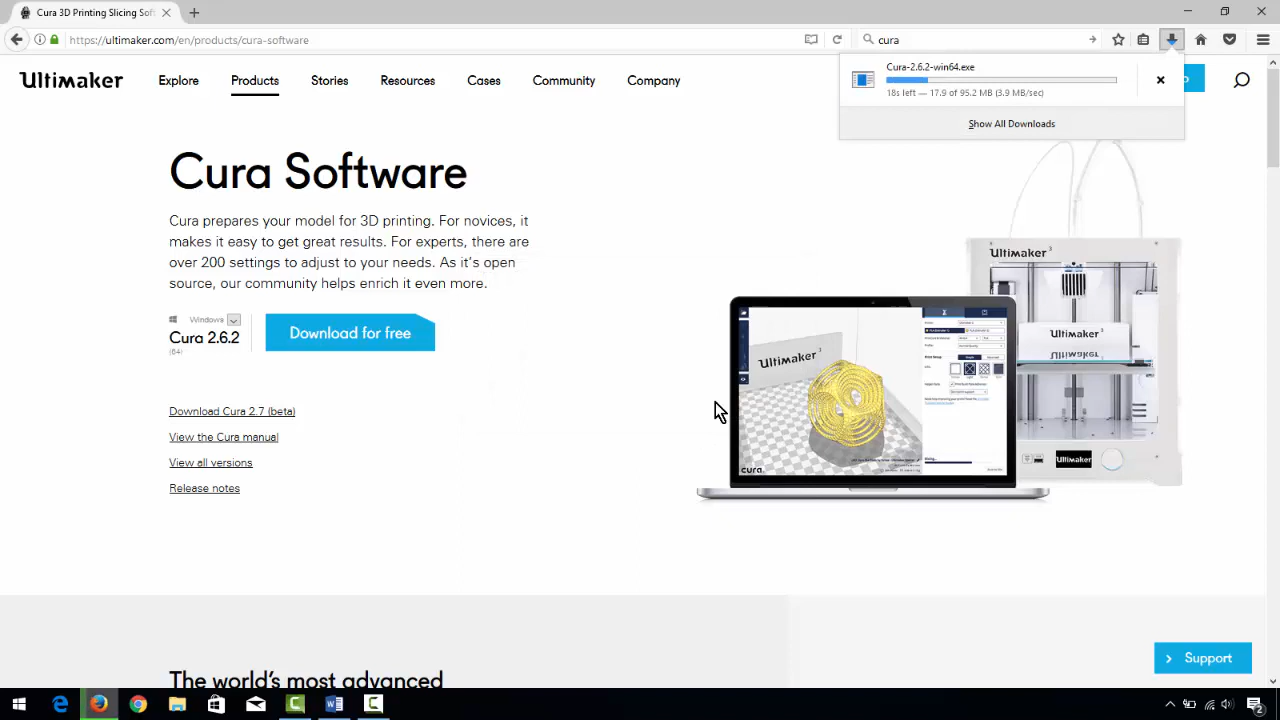 Cura 3D Printing Slicing Sof
https://ultimaker.com/en/products/cura-software
cura
Cura-2.6.2-win64.exe
18s left — 17.9 of 95.2 MB (3.9 MB/sec)
Show All Downloads
Ultimaker
Explore
Products
Stories
Resources
Cases
Community
Company
Cura Software
Cura prepares your model for 3D printing. For novices, it
makes it easy to get great results. For experts, there are
over 200 settings to adjust to your needs. As it's open
source, our community helps enrich it even more.
Windows
Cura 2.6.2
(64)
Download for free
Download Cura 2.7 (beta)
View the Cura manual
View all versions
Release notes
Ultimaker³
Ultimaker³
Ultimaker³
Ultimaker
cura
Support
The world's most advanced
2